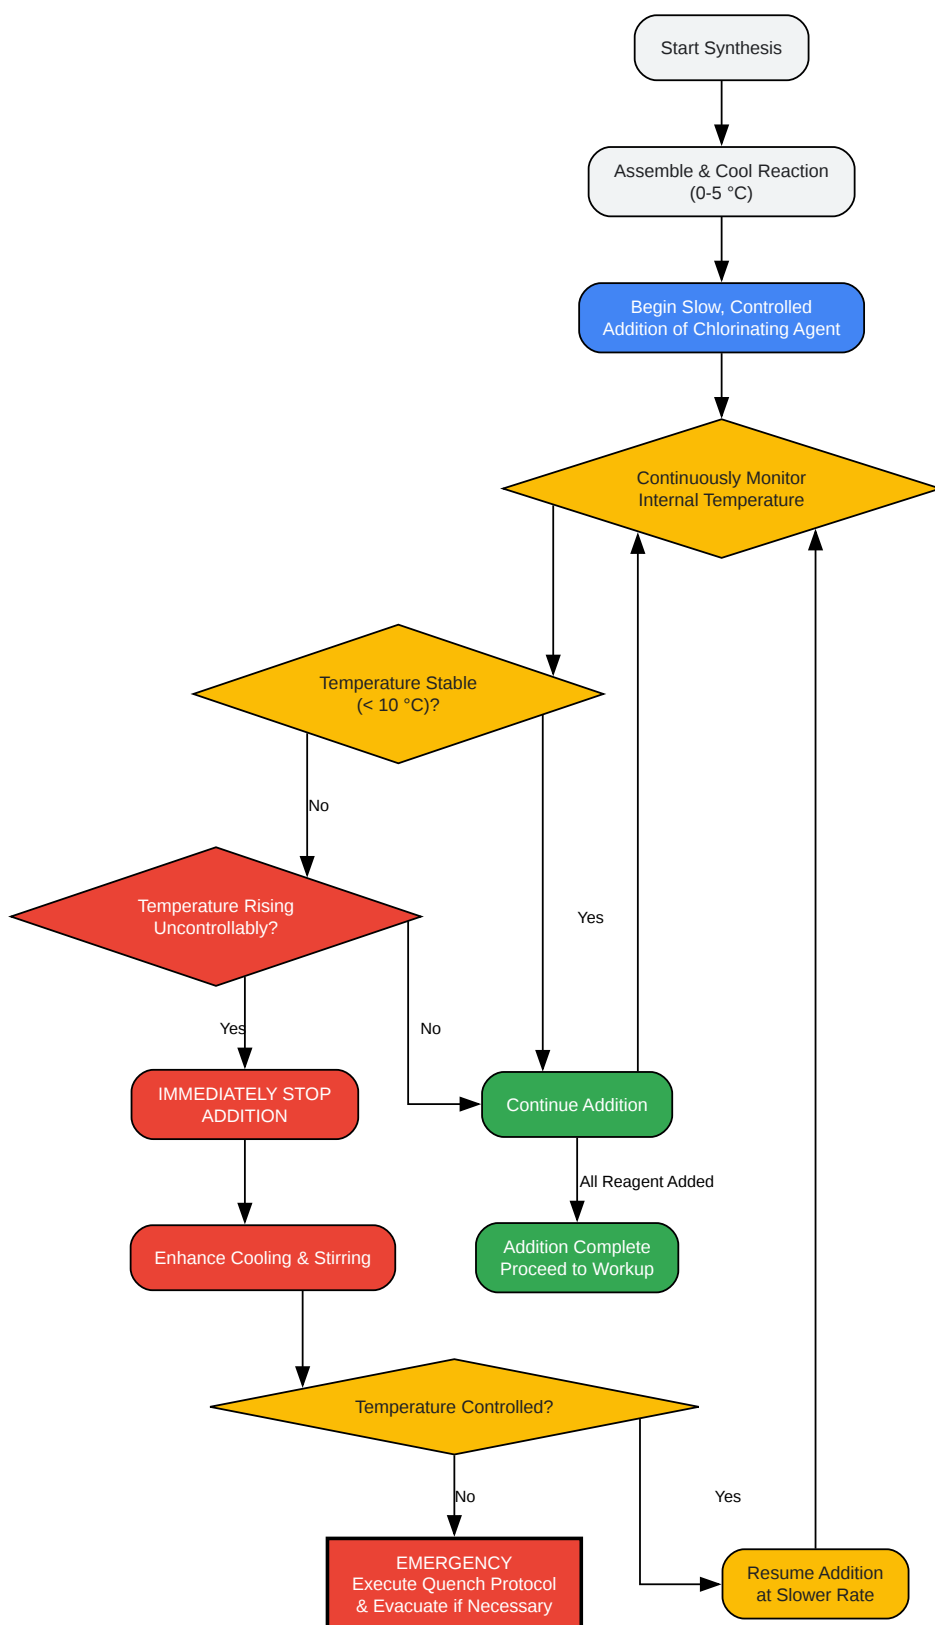 Start Synthesis
Assemble & Cool Reaction
(0-5 °C)
Begin Slow, Controlled
Addition of Chlorinating Agent
Continuously Monitor
Internal Temperature
Temperature Stable
(< 10 °C)?
No
Temperature Rising
Uncontrollably?
Yes
Yes
No
IMMEDIATELY STOP
ADDITION
Continue Addition
All Reagent Added
Enhance Cooling & Stirring
Addition Complete
Proceed to Workup
Temperature Controlled?
No
Yes
EMERGENCY
Execute Quench Protocol
& Evacuate if Necessary
Resume Addition
at Slower Rate